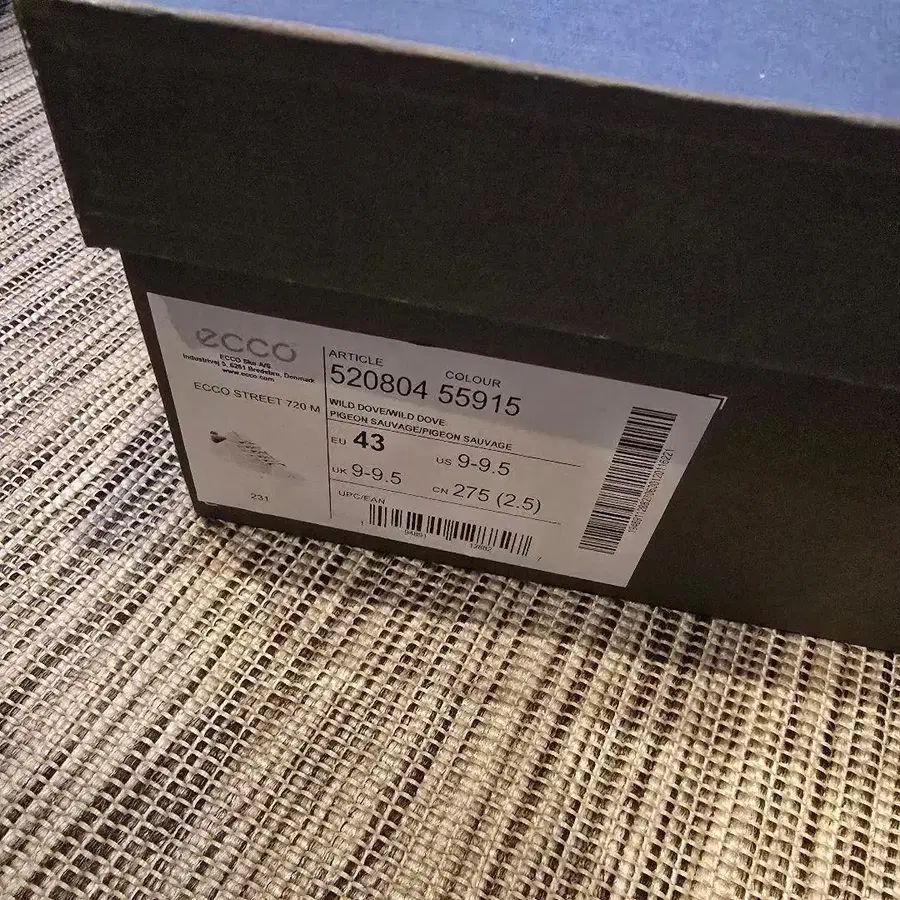 ecco
ECCO Sko A/S
Industrivej 5, 6261 Bredebro, Denmark
www.ecco.com
ECCO STREET 720 M
231
ARTICLE
COLOUR
520804 55915
WILD DOVE/WILD DOVE
PIGEON SAUVAGE/PIGEON SAUVAGE
EU 43
US 9-9.5
UK 9-9.5
CN 275 (2.5)
UPC/EAN